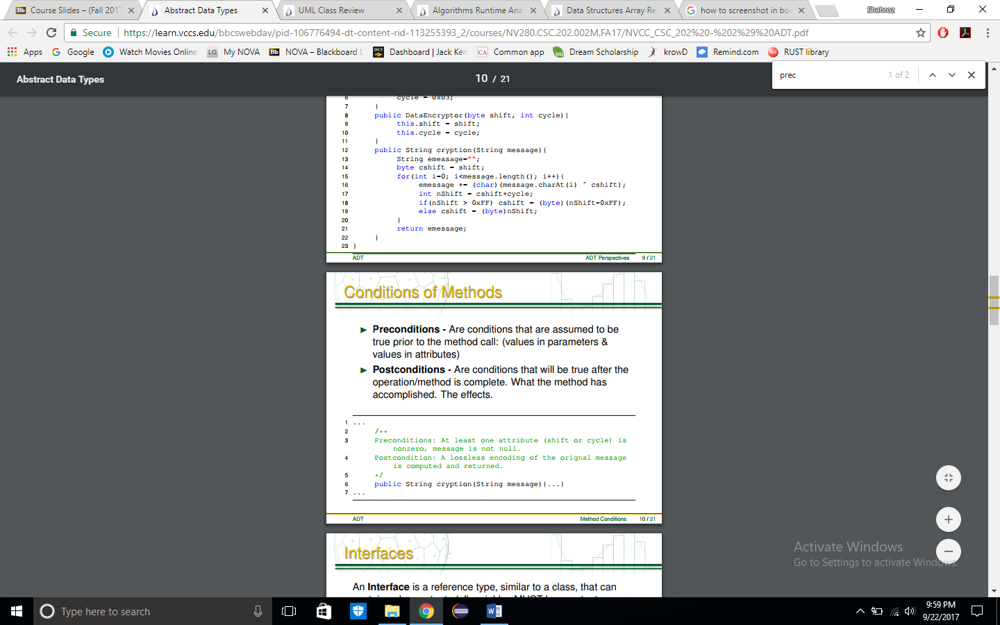 Course Slides – (Fall 2017
Abstract Data Types
UML Class Review
Algorithms Runtime Ana
Data Structures Array Re
how to screenshot in boo
Shahroz
Secure
https://learn.vccs.edu/bbcswebdav/pid-106776494-dt-content-rid-113255393_2/courses/NV280.CSC.202.002M.FA17/NVCC_CSC_202%20-%202%29%20ADT.pdf
Apps
Google
Watch Movies Online
LG My NOVA
Bb NOVA – Blackboard L
Dashboard | Jack Ken
CA Common app
Dream Scholarship
krowD
Remind.com
RUST library
Abstract Data Types
10 / 21
prec
1 of 2
6 cycle = 0x03;
7 }
8 public DataEncryptor(byte shift, int cycle){
9 this.shift = shift;
10 this.cycle = cycle;
11 }
12 public String cryption(String message){
13 String emessage="";
14 byte cshift = shift;
15 for(int i=0; i<message.length(); i++){
16 emessage += (char)(message.charAt(i) ^ cshift);
17 int nShift = cshift+cycle;
18 if(nShift > 0xFF) cshift = (byte)(nShift-0xFF);
19 else cshift = (byte)nShift;
20 }
21 return emessage;
22 }
23 }
ADT
ADT Perspectives 9 / 21
Conditions of Methods
► Preconditions - Are conditions that are assumed to be
true prior to the method call: (values in parameters &
values in attributes)
► Postconditions - Are conditions that will be true after the
operation/method is complete. What the method has
accomplished. The effects.
1 ...
2 /**
3 Preconditions: At least one attribute (shift or cycle) is
nonzero, message is not null.
4 Postcondition: A lossless encoding of the orignal message
is computed and returned.
5 */
6 public String cryption(String message){...}
7 ...
ADT
Method Conditions 10 / 21
Interfaces
An Interface is a reference type, similar to a class, that can
Activate Windows
Go to Settings to activate Windows.
Type here to search
9:59 PM
9/22/2017